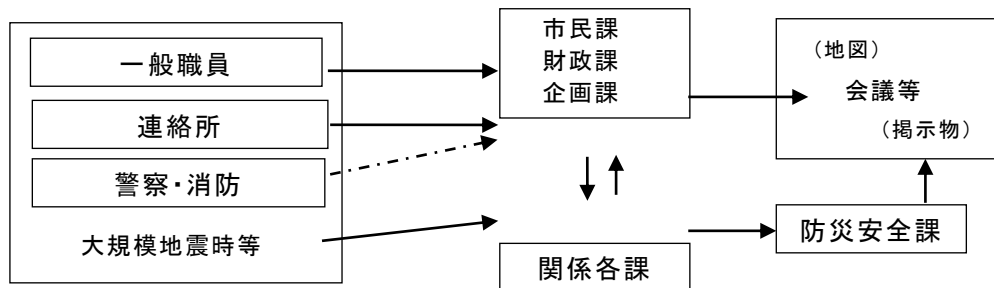 一般職員
連絡所
警察・消防
大規模地震時等
市民課
財政課
企画課
関係各課
（地図）
会議等
（掲示物）
防災安全課